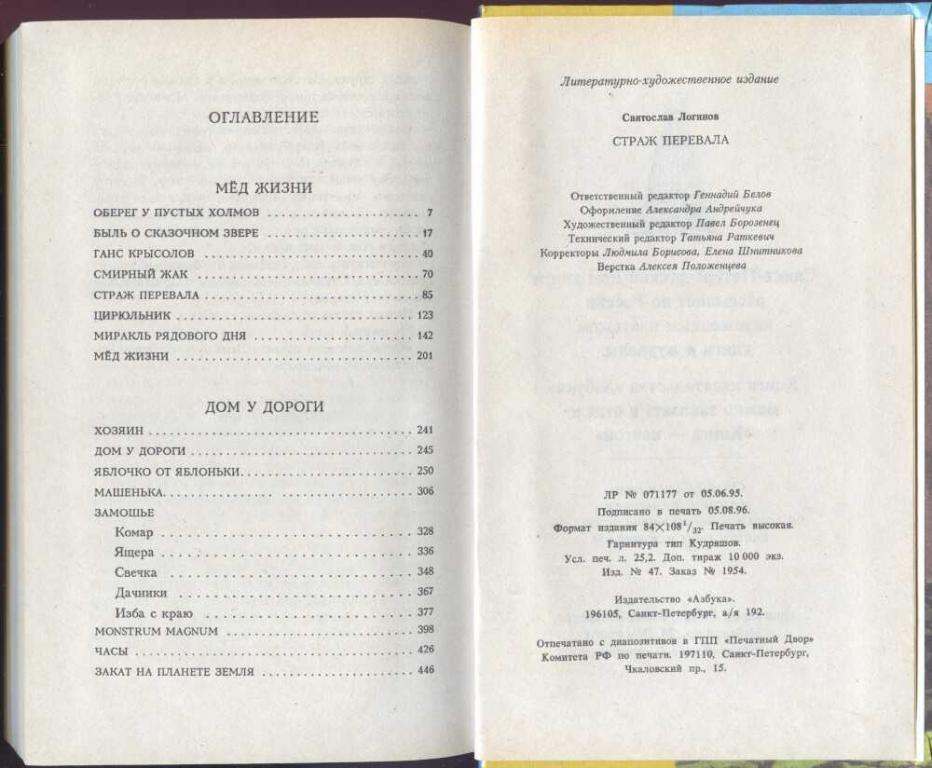 ОГЛАВЛЕНИЕ
МЁД ЖИЗНИ
ОБЕРЕГ У ПУСТЫХ ХОЛМОВ . . . . . . . . . . . . . . . . . . . . 7
БЫЛЬ О СКАЗОЧНОМ ЗВЕРЕ . . . . . . . . . . . . . . . . . . . . 17
ГАНС КРЫСОЛОВ . . . . . . . . . . . . . . . . . . . . 40
СМИРНЫЙ ЖАК . . . . . . . . . . . . . . . . . . . . 70
СТРАЖ ПЕРЕВАЛА . . . . . . . . . . . . . . . . . . . . 85
ЦИРЮЛЬНИК . . . . . . . . . . . . . . . . . . . . 123
МИРАКЛЬ РЯДОВОГО ДНЯ . . . . . . . . . . . . . . . . . . . . 142
МЁД ЖИЗНИ . . . . . . . . . . . . . . . . . . . . 201
ДОМ У ДОРОГИ
ХОЗЯИН . . . . . . . . . . . . . . . . . . . . 241
ДОМ У ДОРОГИ . . . . . . . . . . . . . . . . . . . . 245
ЯБЛОЧКО ОТ ЯБЛОНЬКИ. . . . . . . . . . . . . . . . . . . . 250
МАШЕНЬКА. . . . . . . . . . . . . . . . . . . . 306
ЗАМОШЬЕ
Комар . . . . . . . . . . . . . . . . . . . . 328
Ящера . . . . . . . . . . . . . . . . . . . . 336
Свечка . . . . . . . . . . . . . . . . . . . . 348
Дачники . . . . . . . . . . . . . . . . . . . . 367
Изба с краю . . . . . . . . . . . . . . . . . . . . 377
MONSTRUM MAGNUM . . . . . . . . . . . . . . . . . . . . 398
ЧАСЫ . . . . . . . . . . . . . . . . . . . . 426
ЗАКАТ НА ПЛАНЕТЕ ЗЕМЛЯ . . . . . . . . . . . . . . . . . . . . 446
Литературно-художественное издание
Святослав Логинов
СТРАЖ ПЕРЕВАЛА
Ответственный редактор Геннадий Белов
Оформление Александра Андрейчука
Художественный редактор Павел Борозенец
Технический редактор Татьяна Раткевич
Корректоры Людмила Борисова, Елена Шнитникова
Верстка Алексея Положенцева
ЛР № 071177 от 05.06.95.
Подписано в печать 05.08.96.
Формат издания 84×108 1/32. Печать высокая.
Гарнитура тип Кудряшов.
Усл. печ. л. 25,2. Доп. тираж 10 000 экз.
Изд. № 47. Заказ № 1954.
Издательство «Азбука».
196105, Санкт-Петербург, а/я 192.
Отпечатано с диапозитивов в ГПП «Печатный Двор»
Комитета РФ по печати. 197110, Санкт-Петербург,
Чкаловский пр., 15.